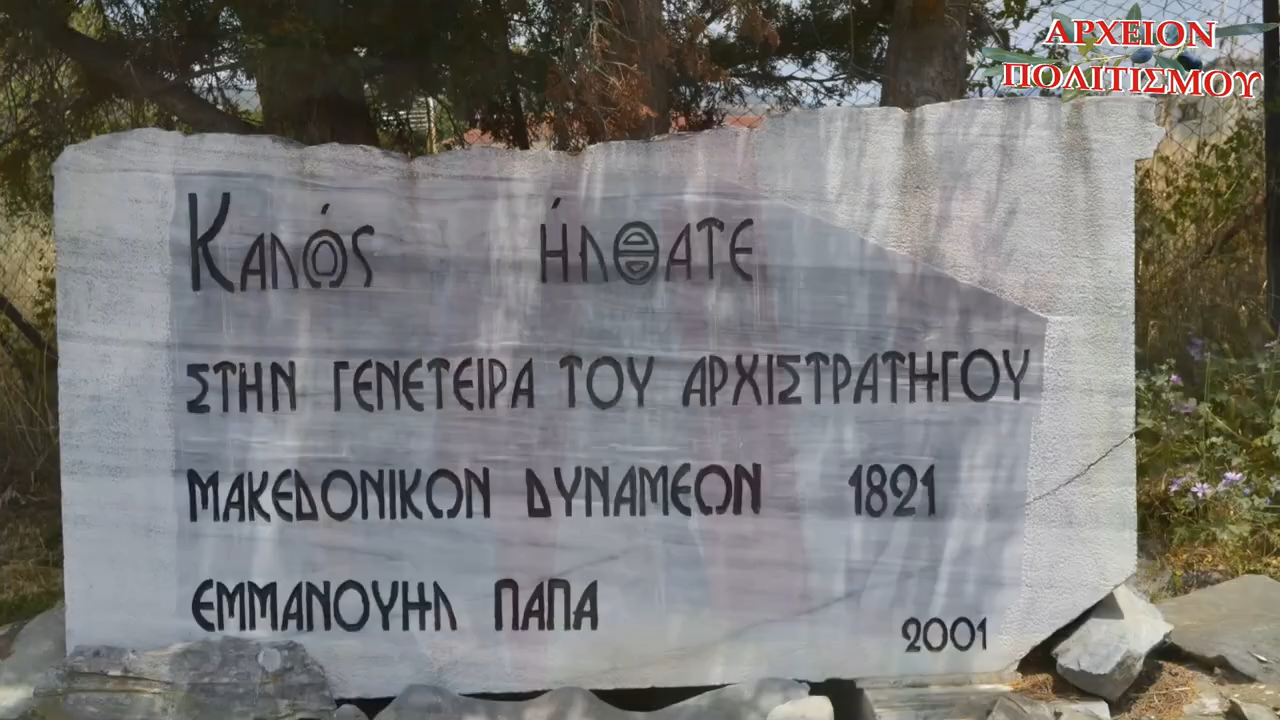 ΑΡΧΕΙΟΝ
ΠΟΛΙΤΙΣΜΟΥ
ΚΑΛΟΣ ΉΛΘΑΤΕ
ΣΤΗΝ ΓΕΝΕΤΕΙΡΑ ΤΟΥ ΑΡΧΙΣΤΡΑΤΗΓΟΥ
ΜΑΚΕΔΟΝΙΚΩΝ ΔΥΝΑΜΕΩΝ 1821
ΕΜΜΑΝΟΥΗΛ ΠΑΠΑ
2001